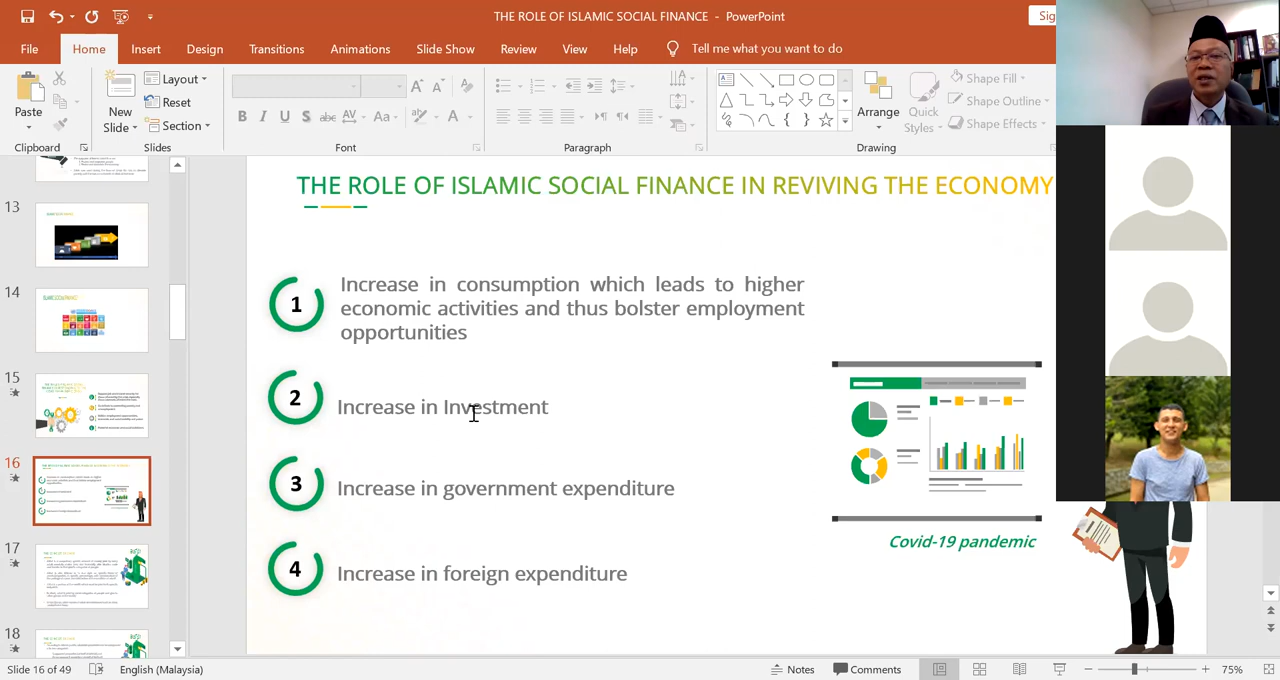 THE ROLE OF ISLAMIC SOCIAL FINANCE - PowerPoint
Sig
File Home Insert Design Transitions Animations Slide Show Review View Help Tell me what you want to do
Paste
Clipboard
New Slide
Layout
Reset
Section
Slides
B I U S abc AV Aa A
Font
Paragraph
Arrange
Quick Styles
Shape Fill
Shape Outline
Shape Effects
Drawing
13
14
15
16
17
18
THE ROLE OF ISLAMIC SOCIAL FINANCE IN REVIVING THE ECONOMY
1
Increase in consumption which leads to higher
economic activities and thus bolster employment
opportunities
2
Increase in Investment
3
Increase in government expenditure
4
Increase in foreign expenditure
Covid-19 pandemic
Slide 16 of 49 English (Malaysia) Notes Comments 75%